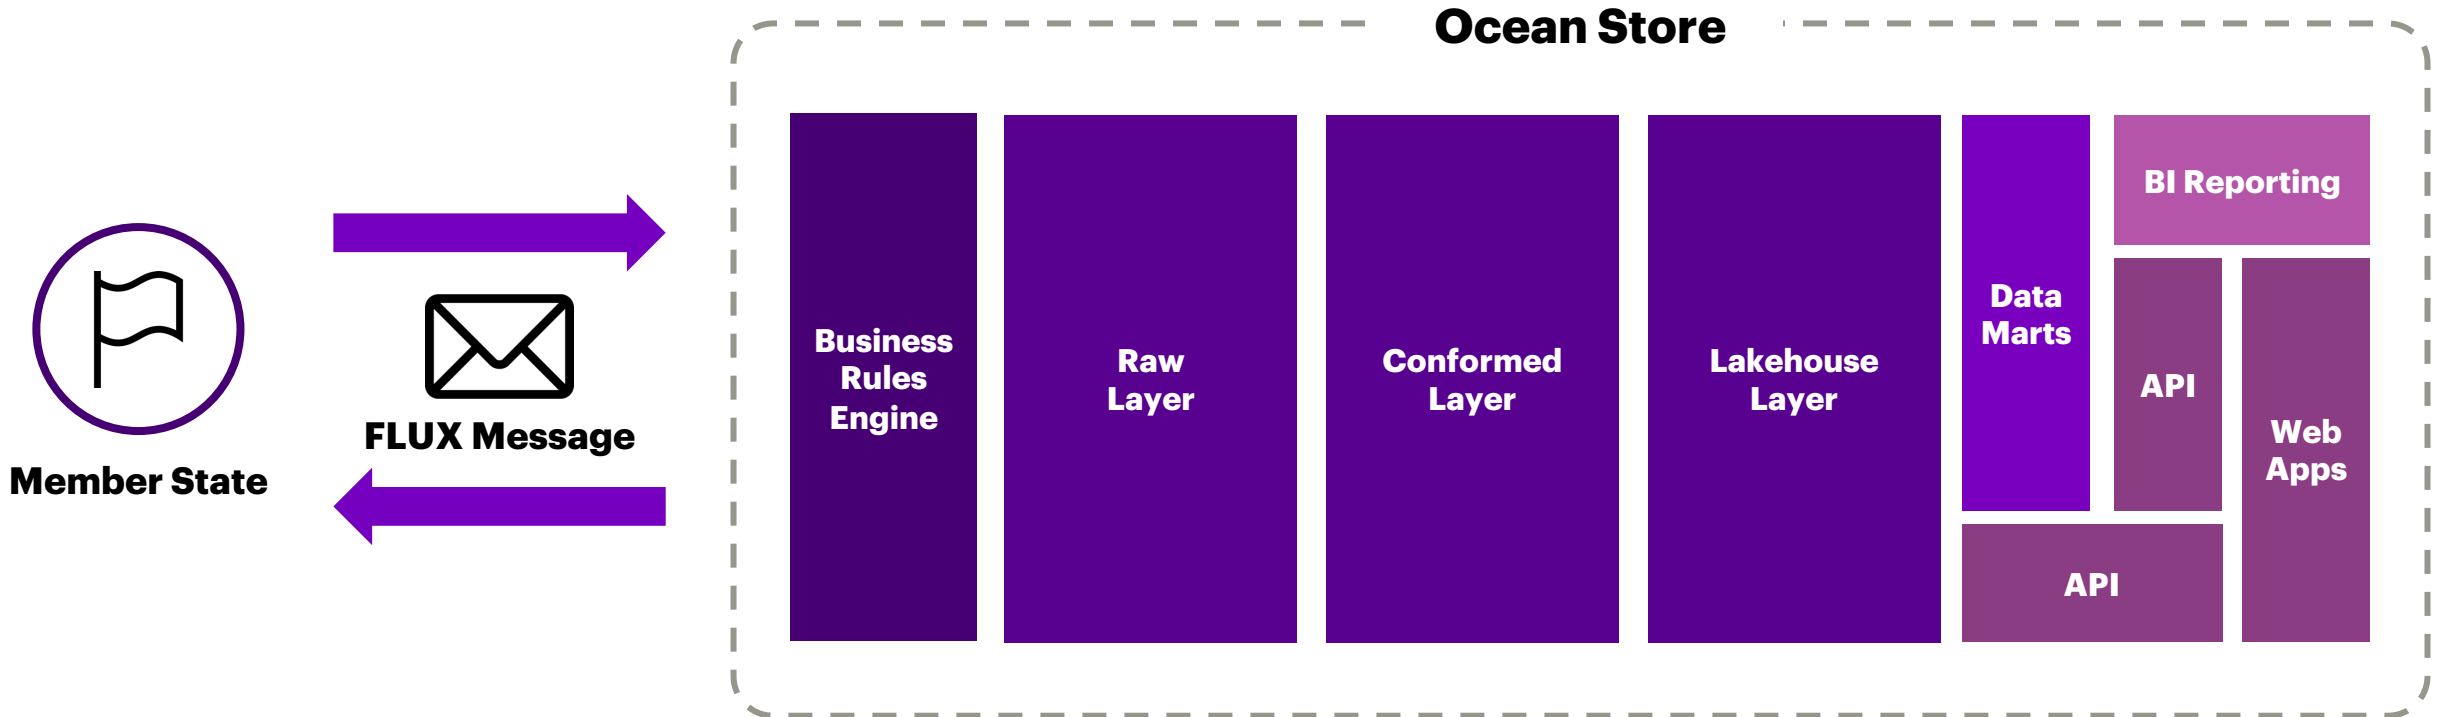 Ocean Store
Member State
FLUX Message
Business
Rules
Engine
Raw
Layer
Conformed
Layer
Lakehouse
Layer
Data
Marts
BI Reporting
API
Web
Apps
API